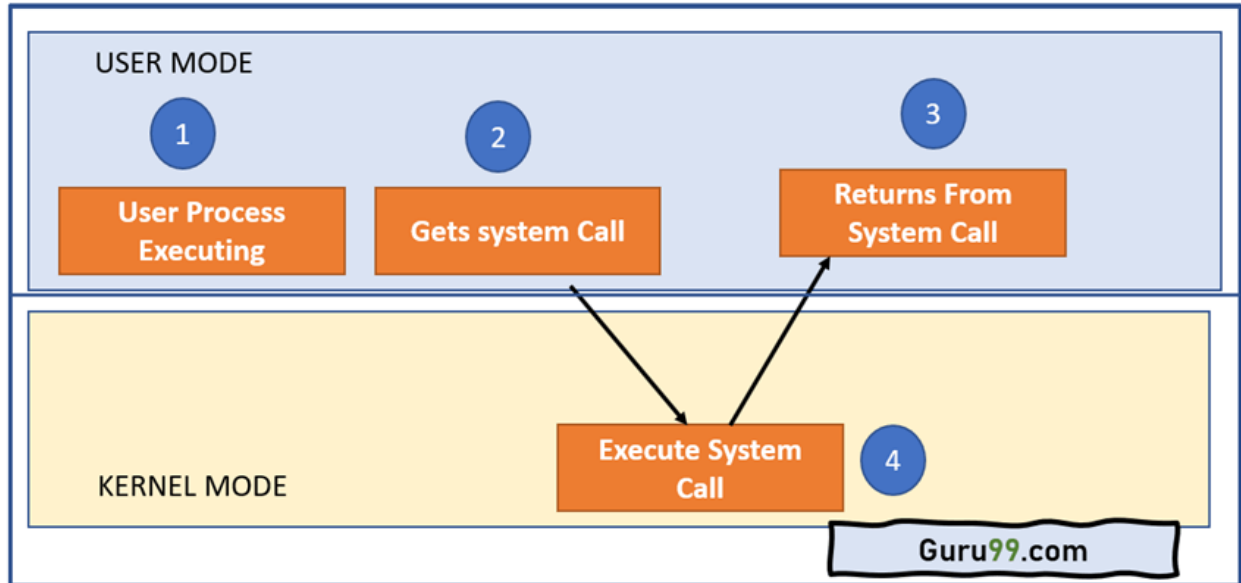 USER MODE
1
2
3
User Process
Executing
Gets system Call
Returns From
System Call
Execute System
Call
4
KERNEL MODE
Guru99.com